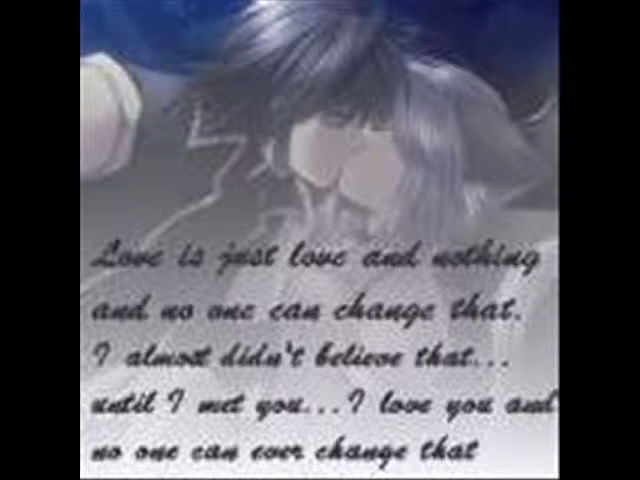 Love is just love and nothing
and no one can change that.
I almost didn't believe that...
until I met you...I love you and
no one can ever change that